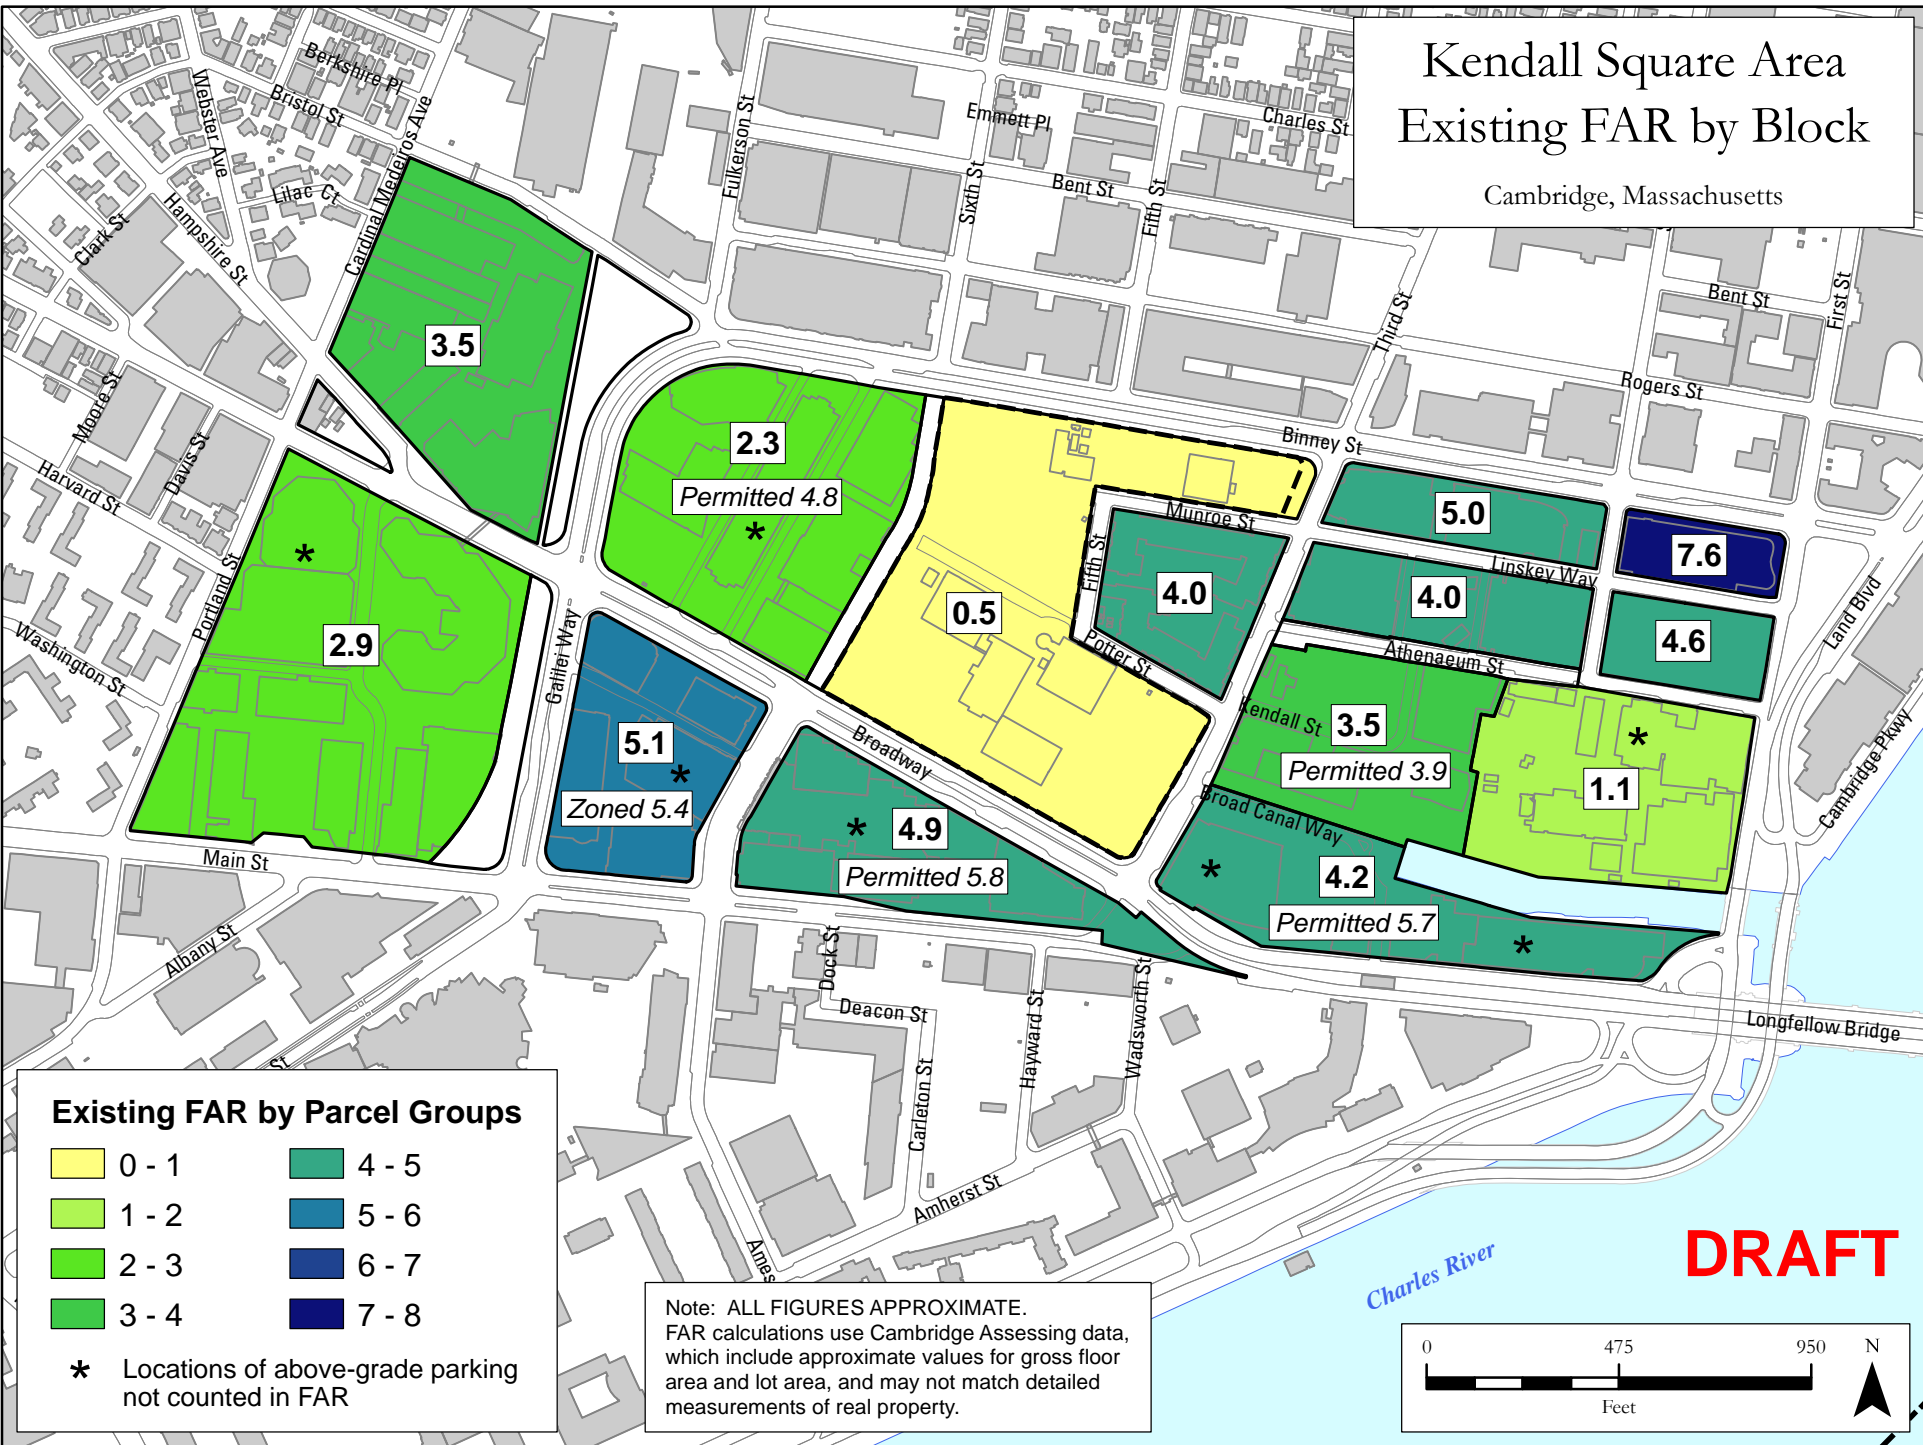 Kendall Square Area
Existing FAR by Block
Cambridge, Massachusetts
Berkshire Pl
Bristol St
Webster Ave
Cardinal Medeiros Ave
Lilac Ct
Hampshire St
Clark St
Fulkerson St
Emmett Pl
Charles St
Sixth St
Bent St
Fifth St
Third St
Bent St
First St
Rogers St
Moore St
Davis St
Harvard St
Portland St
Washington St
Binney St
Munroe St
Fifth St
Potter St
Linskey Way
Athenaeum St
Kendall St
Broad Canal Way
Land Blvd
Cambridge Pkwy
Galilei Way
Broadway
Main St
Albany St
St
Dock St
Deacon St
Carleton St
Hayward St
Wadsworth St
Amherst St
Ames
Longfellow Bridge
Charles River
3.5
2.3
Permitted 4.8
*
0.5
4.0
5.0
7.6
4.0
4.6
*
2.9
5.1
*
Zoned 5.4
3.5
Permitted 3.9
*
1.1
*
4.9
Permitted 5.8
*
4.2
Permitted 5.7
*
DRAFT
Existing FAR by Parcel Groups
0 - 1
4 - 5
1 - 2
5 - 6
2 - 3
6 - 7
3 - 4
7 - 8
* Locations of above-grade parking
not counted in FAR
Note: ALL FIGURES APPROXIMATE.
FAR calculations use Cambridge Assessing data,
which include approximate values for gross floor
area and lot area, and may not match detailed
measurements of real property.
0 475 950
Feet
N